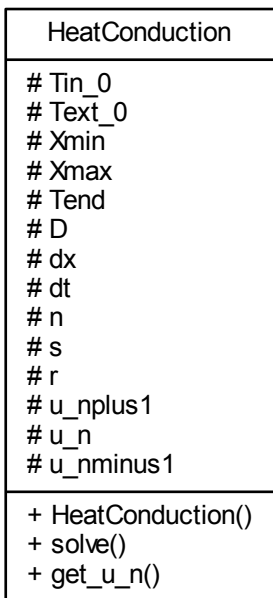 HeatConduction
# Tin_0
# Text_0
# Xmin
# Xmax
# Tend
# D
# dx
# dt
# n
# s
# r
# u_nplus1
# u_n
# u_nminus1
+ HeatConduction()
+ solve()
+ get_u_n()